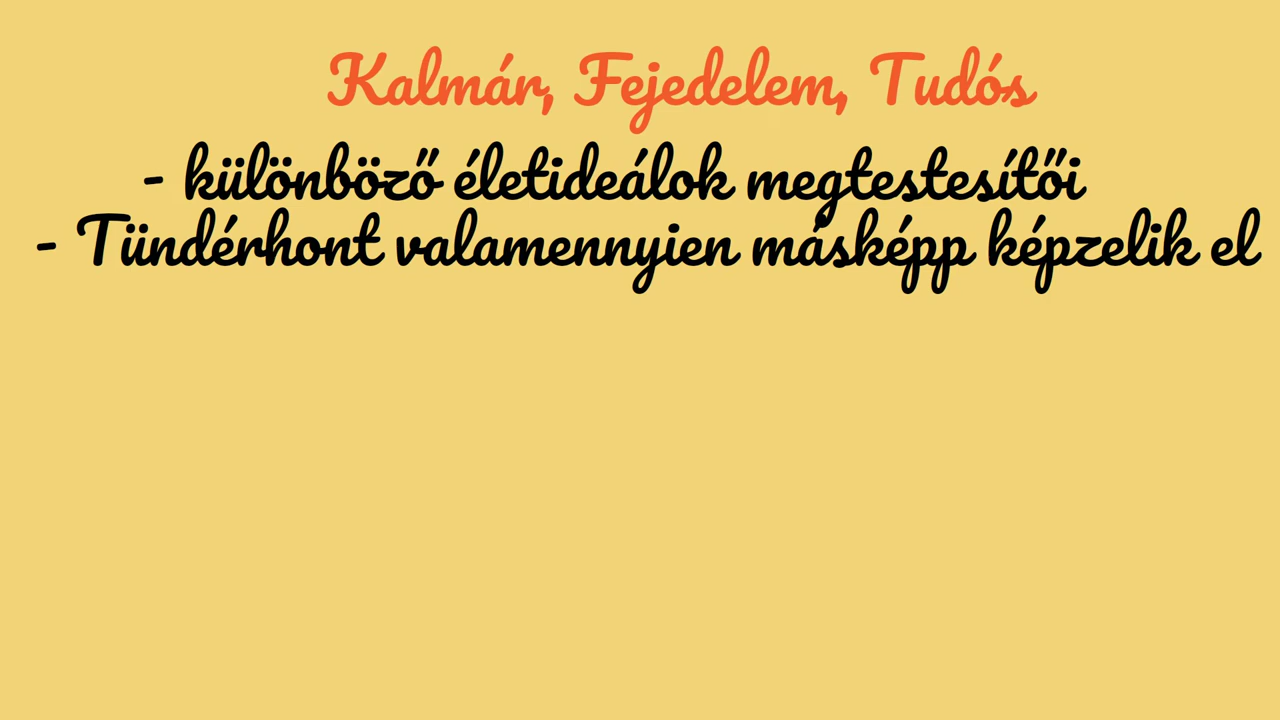 Kalmár, Fejedelem, Tudós
- különböző életideálok megtestesítői
- Tündérhont valamennyien másképp képzelik el